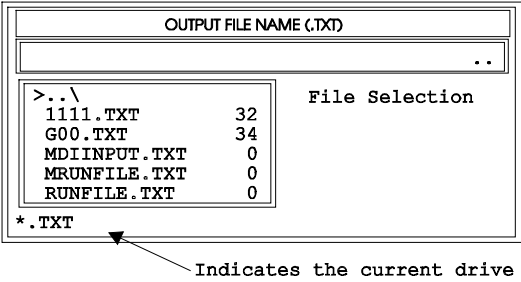 OUTPUT FILE NAME (.TXT)
..
>..\
File Selection
1111.TXT 32
G00.TXT 34
MDIINPUT.TXT 0
MRUNFILE.TXT 0
RUNFILE.TXT 0
*.TXT
Indicates the current drive